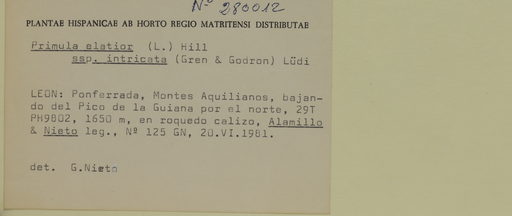 Nº 280012
PLANTAE HISPANICAE AB HORTO REGIO MATRITENSI DISTRIBUTAE
Primula elatior (L.) Hill
ssp. intricata (Gren & Godron) Lüdi
LEON: Ponferrada, Montes Aquilianos, bajan-
do del Pico de la Guiana por el norte, 29T
PH9802, 1650 m, en roquedo calizo, Alamillo
& Nieto leg., Nº 125 GN, 20.VI.1981.
det. G.Nieto